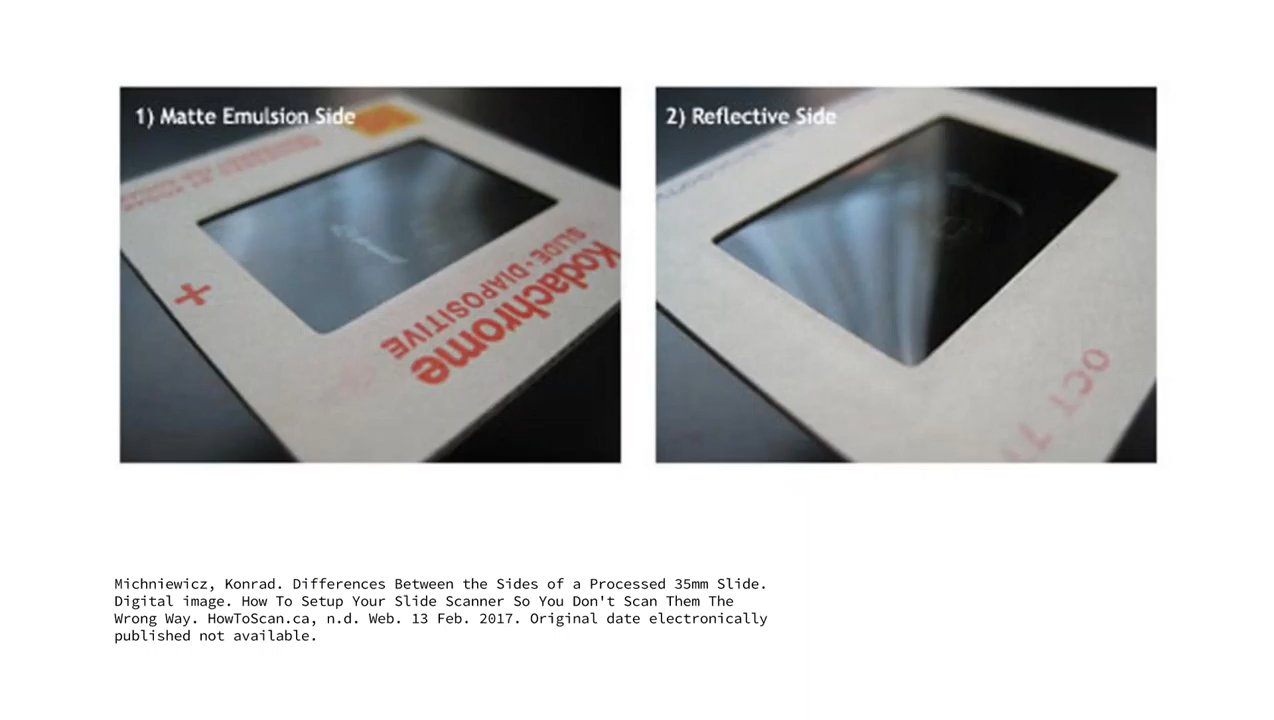 1) Matte Emulsion Side
Kodachrome
SLIDE · DIAPOSITIVE
+
2) Reflective Side
OCT
Michniewicz, Konrad. Differences Between the Sides of a Processed 35mm Slide.
Digital image. How To Setup Your Slide Scanner So You Don't Scan Them The
Wrong Way. HowToScan.ca, n.d. Web. 13 Feb. 2017. Original date electronically
published not available.